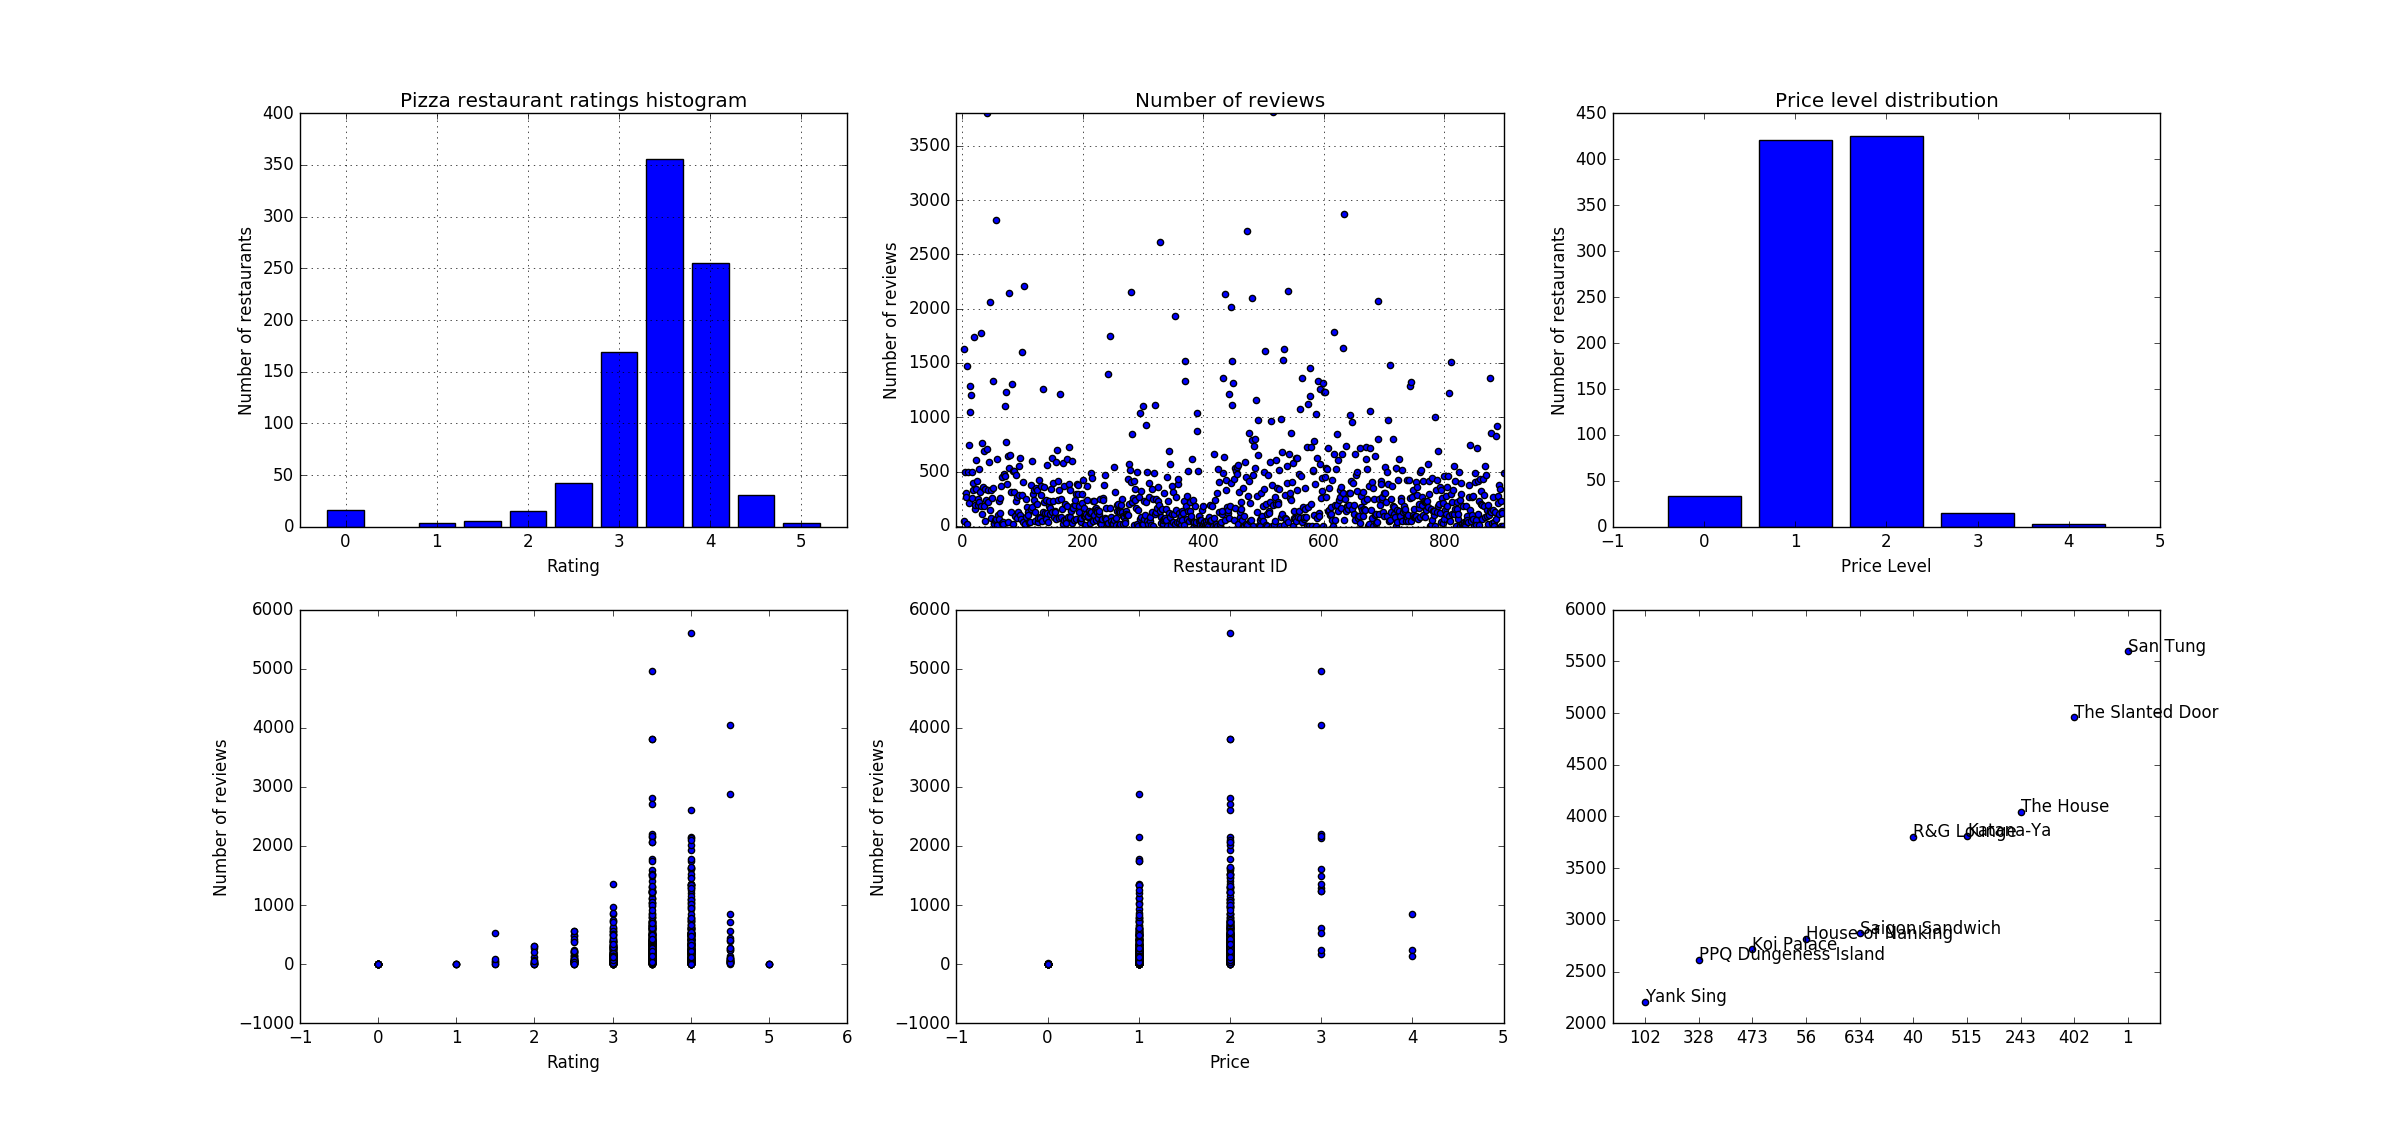 Pizza restaurant ratings histogram
400
350
300
250
200
150
100
50
0
Number of restaurants
0 1 2 3 4 5
Rating
Number of reviews
3500
3000
2500
2000
1500
1000
500
0
Number of reviews
0 200 400 600 800
Restaurant ID
Price level distribution
450
400
350
300
250
200
150
100
50
0
Number of restaurants
−1 0 1 2 3 4 5
Price Level
6000
5000
4000
3000
2000
1000
0
−1000
Number of reviews
−1 0 1 2 3 4 5 6
Rating
6000
5000
4000
3000
2000
1000
0
−1000
Number of reviews
−1 0 1 2 3 4 5
Price
6000
5500
5000
4500
4000
3500
3000
2500
2000
San Tung
The Slanted Door
The House
Katana-Ya
R&G Lounge
Saigon Sandwich
House of Nanking
Koi Palace
PPQ Dungeness Island
Yank Sing
102 328 473 56 634 40 515 243 402 1